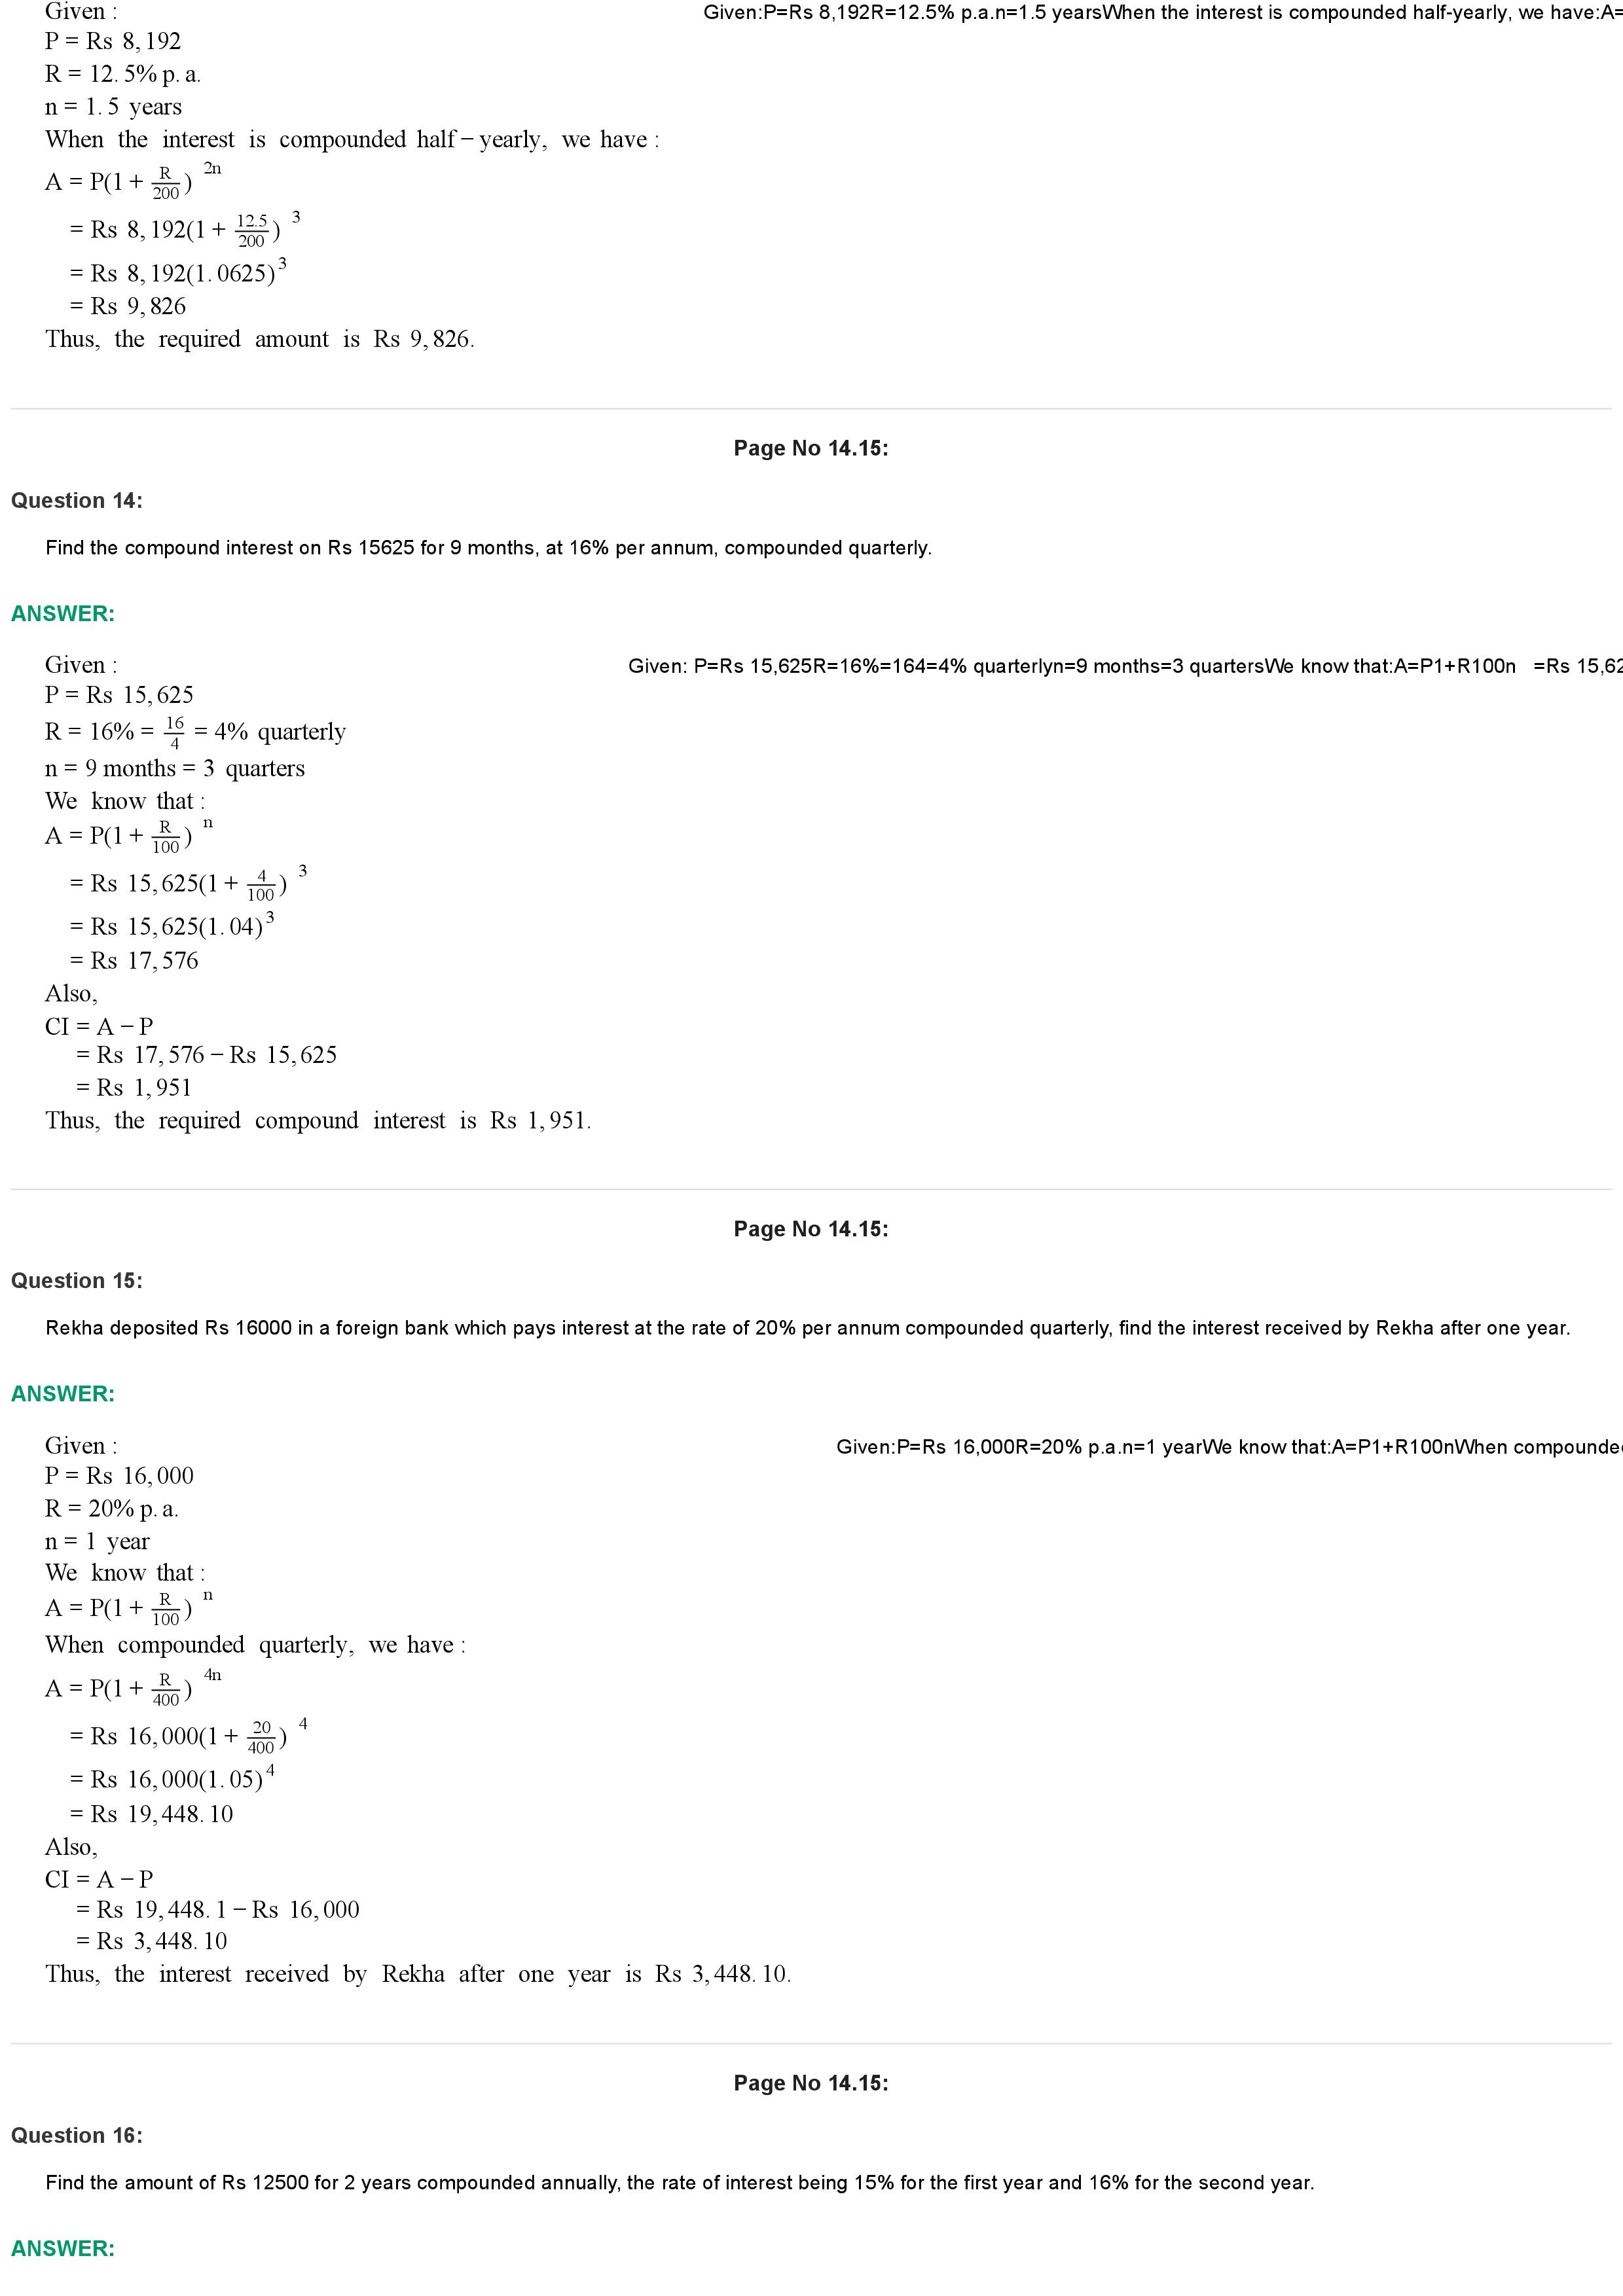 Given :
Given:P=Rs 8,192R=12.5% p.a.n=1.5 yearsWhen the interest is compounded half-yearly, we have:A=
P = Rs 8, 192
R = 12. 5% p. a.
n = 1. 5 years
When the interest is compounded half − yearly, we have :
A = P(1 + R/200)^2n
= Rs 8, 192(1 + 12.5/200)^3
= Rs 8, 192(1. 0625)^3
= Rs 9, 826
Thus, the required amount is Rs 9, 826.
Page No 14.15:
Question 14:
Find the compound interest on Rs 15625 for 9 months, at 16% per annum, compounded quarterly.
ANSWER:
Given :
Given: P=Rs 15,625R=16%=164=4% quarterlyn=9 months=3 quartersWe know that:A=P1+R100n =Rs 15,62
P = Rs 15, 625
R = 16% = 16/4 = 4% quarterly
n = 9 months = 3 quarters
We know that :
A = P(1 + R/100)^n
= Rs 15, 625(1 + 4/100)^3
= Rs 15, 625(1. 04)^3
= Rs 17, 576
Also,
CI = A − P
= Rs 17, 576 − Rs 15, 625
= Rs 1, 951
Thus, the required compound interest is Rs 1, 951.
Page No 14.15:
Question 15:
Rekha deposited Rs 16000 in a foreign bank which pays interest at the rate of 20% per annum compounded quarterly, find the interest received by Rekha after one year.
ANSWER:
Given :
Given:P=Rs 16,000R=20% p.a.n=1 yearWe know that:A=P1+R100nWhen compounde
P = Rs 16, 000
R = 20% p. a.
n = 1 year
We know that :
A = P(1 + R/100)^n
When compounded quarterly, we have :
A = P(1 + R/400)^4n
= Rs 16, 000(1 + 20/400)^4
= Rs 16, 000(1. 05)^4
= Rs 19, 448. 10
Also,
CI = A − P
= Rs 19, 448. 1 − Rs 16, 000
= Rs 3, 448. 10
Thus, the interest received by Rekha after one year is Rs 3, 448. 10.
Page No 14.15:
Question 16:
Find the amount of Rs 12500 for 2 years compounded annually, the rate of interest being 15% for the first year and 16% for the second year.
ANSWER: